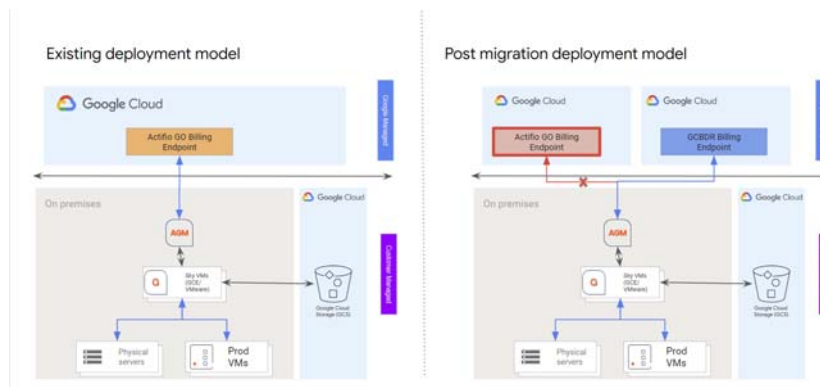 Existing deployment model
Google Cloud
Actifio GO Billing
Endpoint
Google Managed
On premises
Google Cloud
AGM
Sky VMs
(GCE/
VMware)
Google Cloud
Storage (GCS)
Customer Managed
Physical
servers
Prod
VMs
Post migration deployment model
Google Cloud
Actifio GO Billing
Endpoint
Google Cloud
GCBDR Billing
Endpoint
On premises
Google Cloud
AGM
Sky VMs
(GCE/
VMware)
Google Cloud
Storage (GCS)
Physical
servers
Prod
VMs